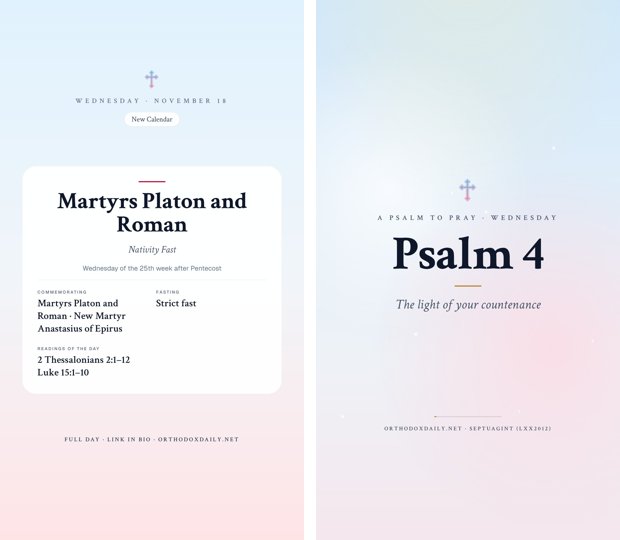 WEDNESDAY · NOVEMBER 18
New Calendar
Martyrs Platon and
Roman
Nativity Fast
Wednesday of the 25th week after Pentecost
COMMEMORATING
Martyrs Platon and
Roman · New Martyr
Anastasius of Epirus
FASTING
Strict fast
READINGS OF THE DAY
2 Thessalonians 2:1–12
Luke 15:1–10
FULL DAY · LINK IN BIO · ORTHODOXDAILY.NET
A PSALM TO PRAY · WEDNESDAY
Psalm 4
The light of your countenance
ORTHODOXDAILY.NET · SEPTUAGINT (LXX2012)